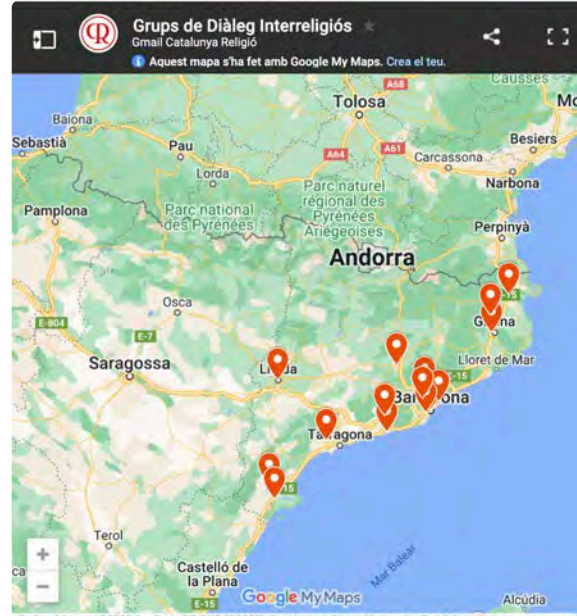 Grups de Diàleg Interreligiós
Gmail Catalunya Religió
Aquest mapa s'ha fet amb Google My Maps. Crea el teu.
Causses
A68
Tolosa
Baiona
Sebastià
Pau
A64
A61
Besiers
Carcassona
Lorda
Narbona
Parc naturel
régional des
Pyrénées
Ariégeoises
Pamplona
Parc national
des Pyrénées
Perpinyà
Andorra
Osca
E-804
E-7
Saragossa
Lloret de Mar
E-15
Tarragona
Terol
Castelló de
la Plana
E-15
Mar Balear
Google My Maps
Alcúdia